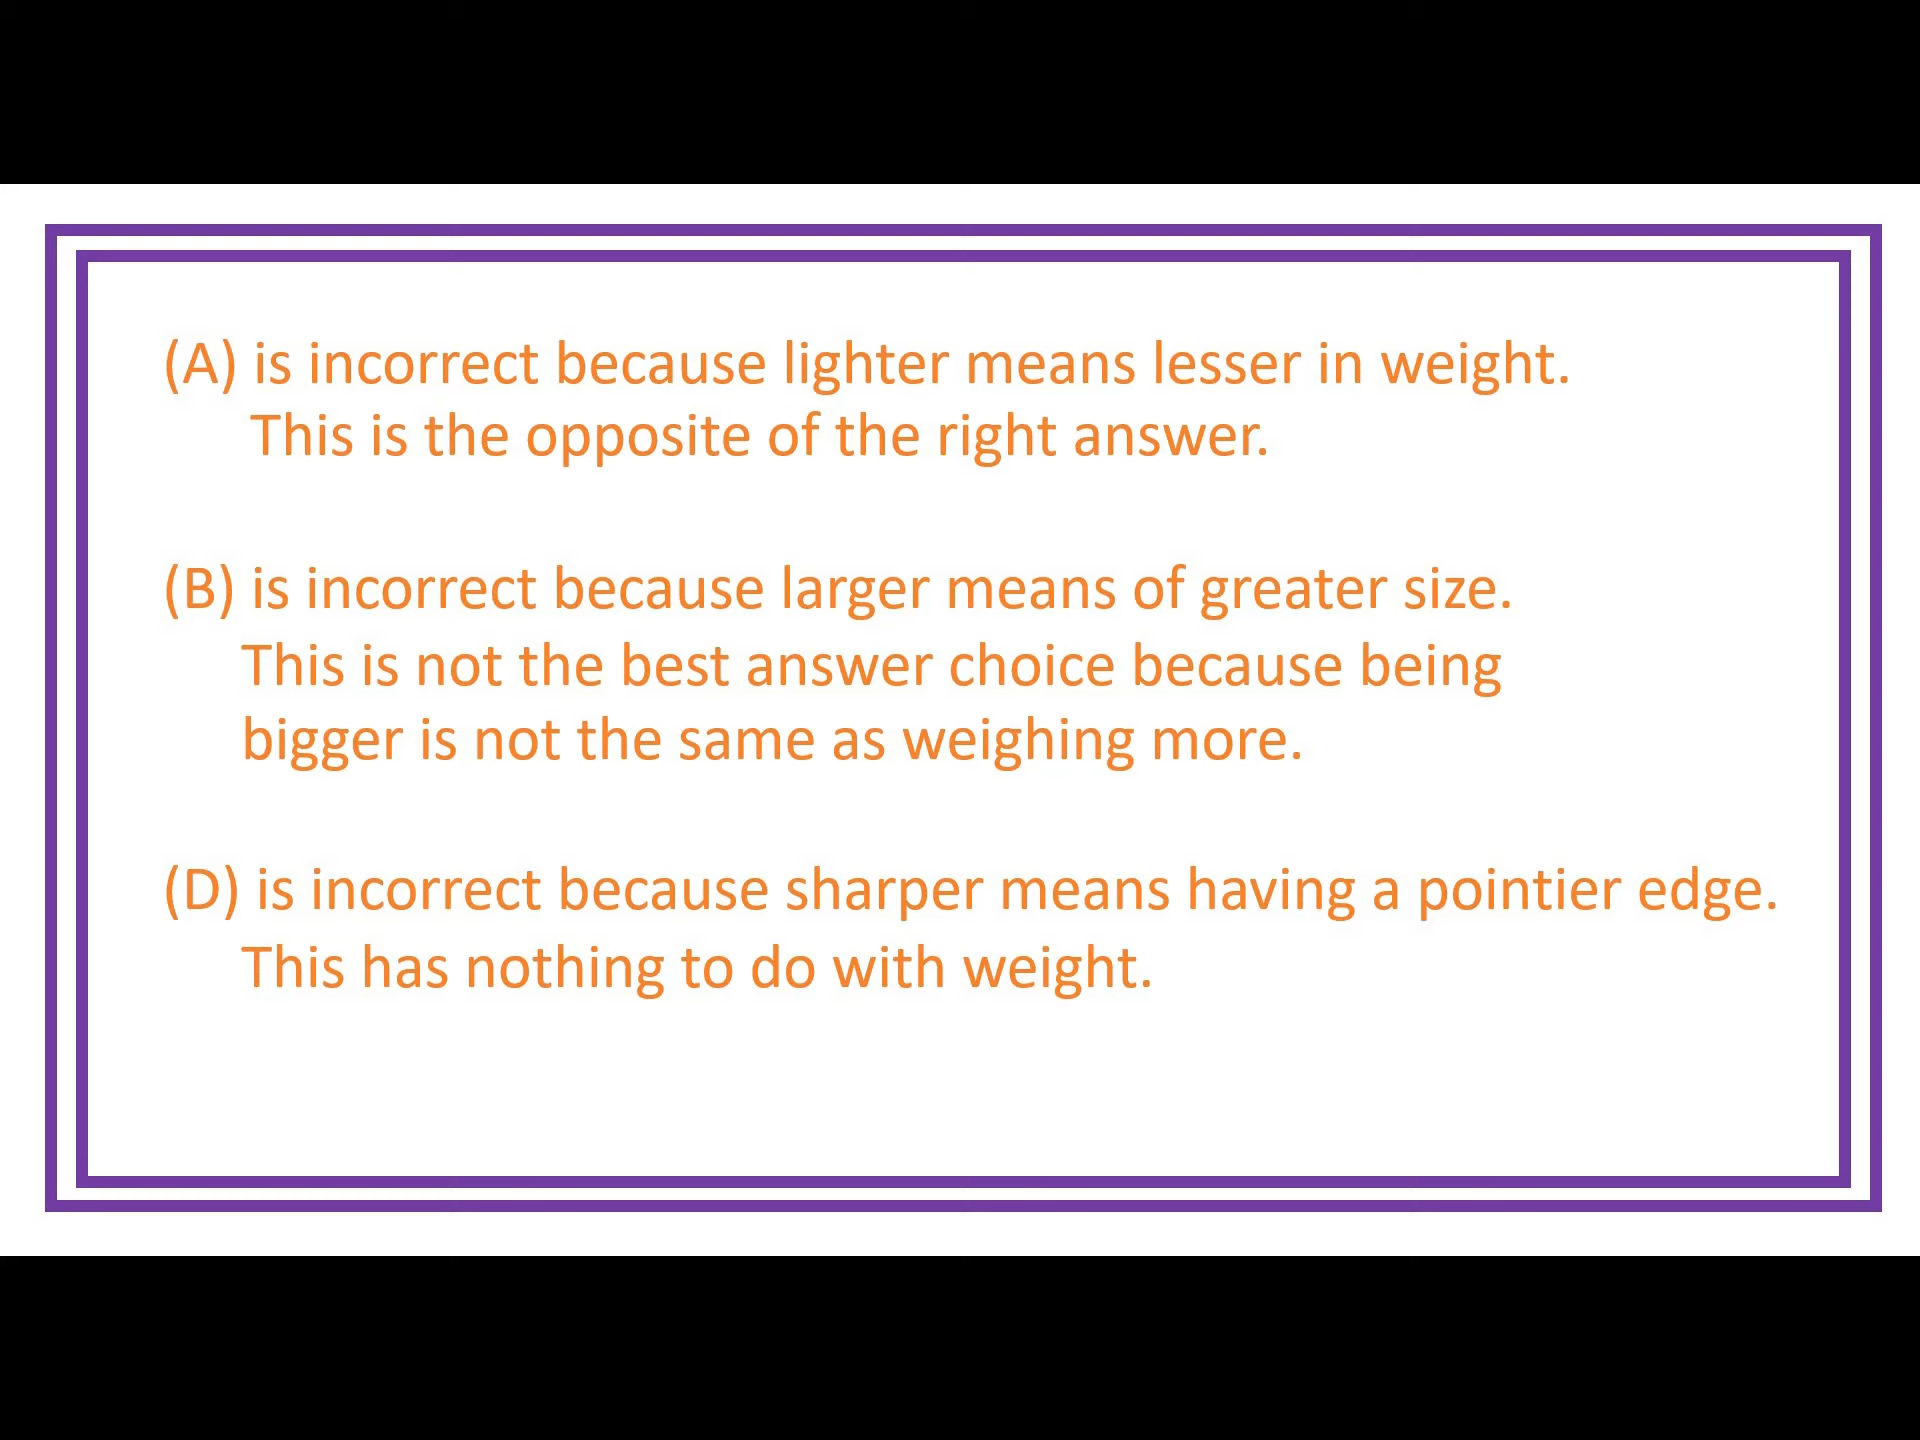 (A) is incorrect because lighter means lesser in weight.
This is the opposite of the right answer.
(B) is incorrect because larger means of greater size.
This is not the best answer choice because being
bigger is not the same as weighing more.
(D) is incorrect because sharper means having a pointier edge.
This has nothing to do with weight.